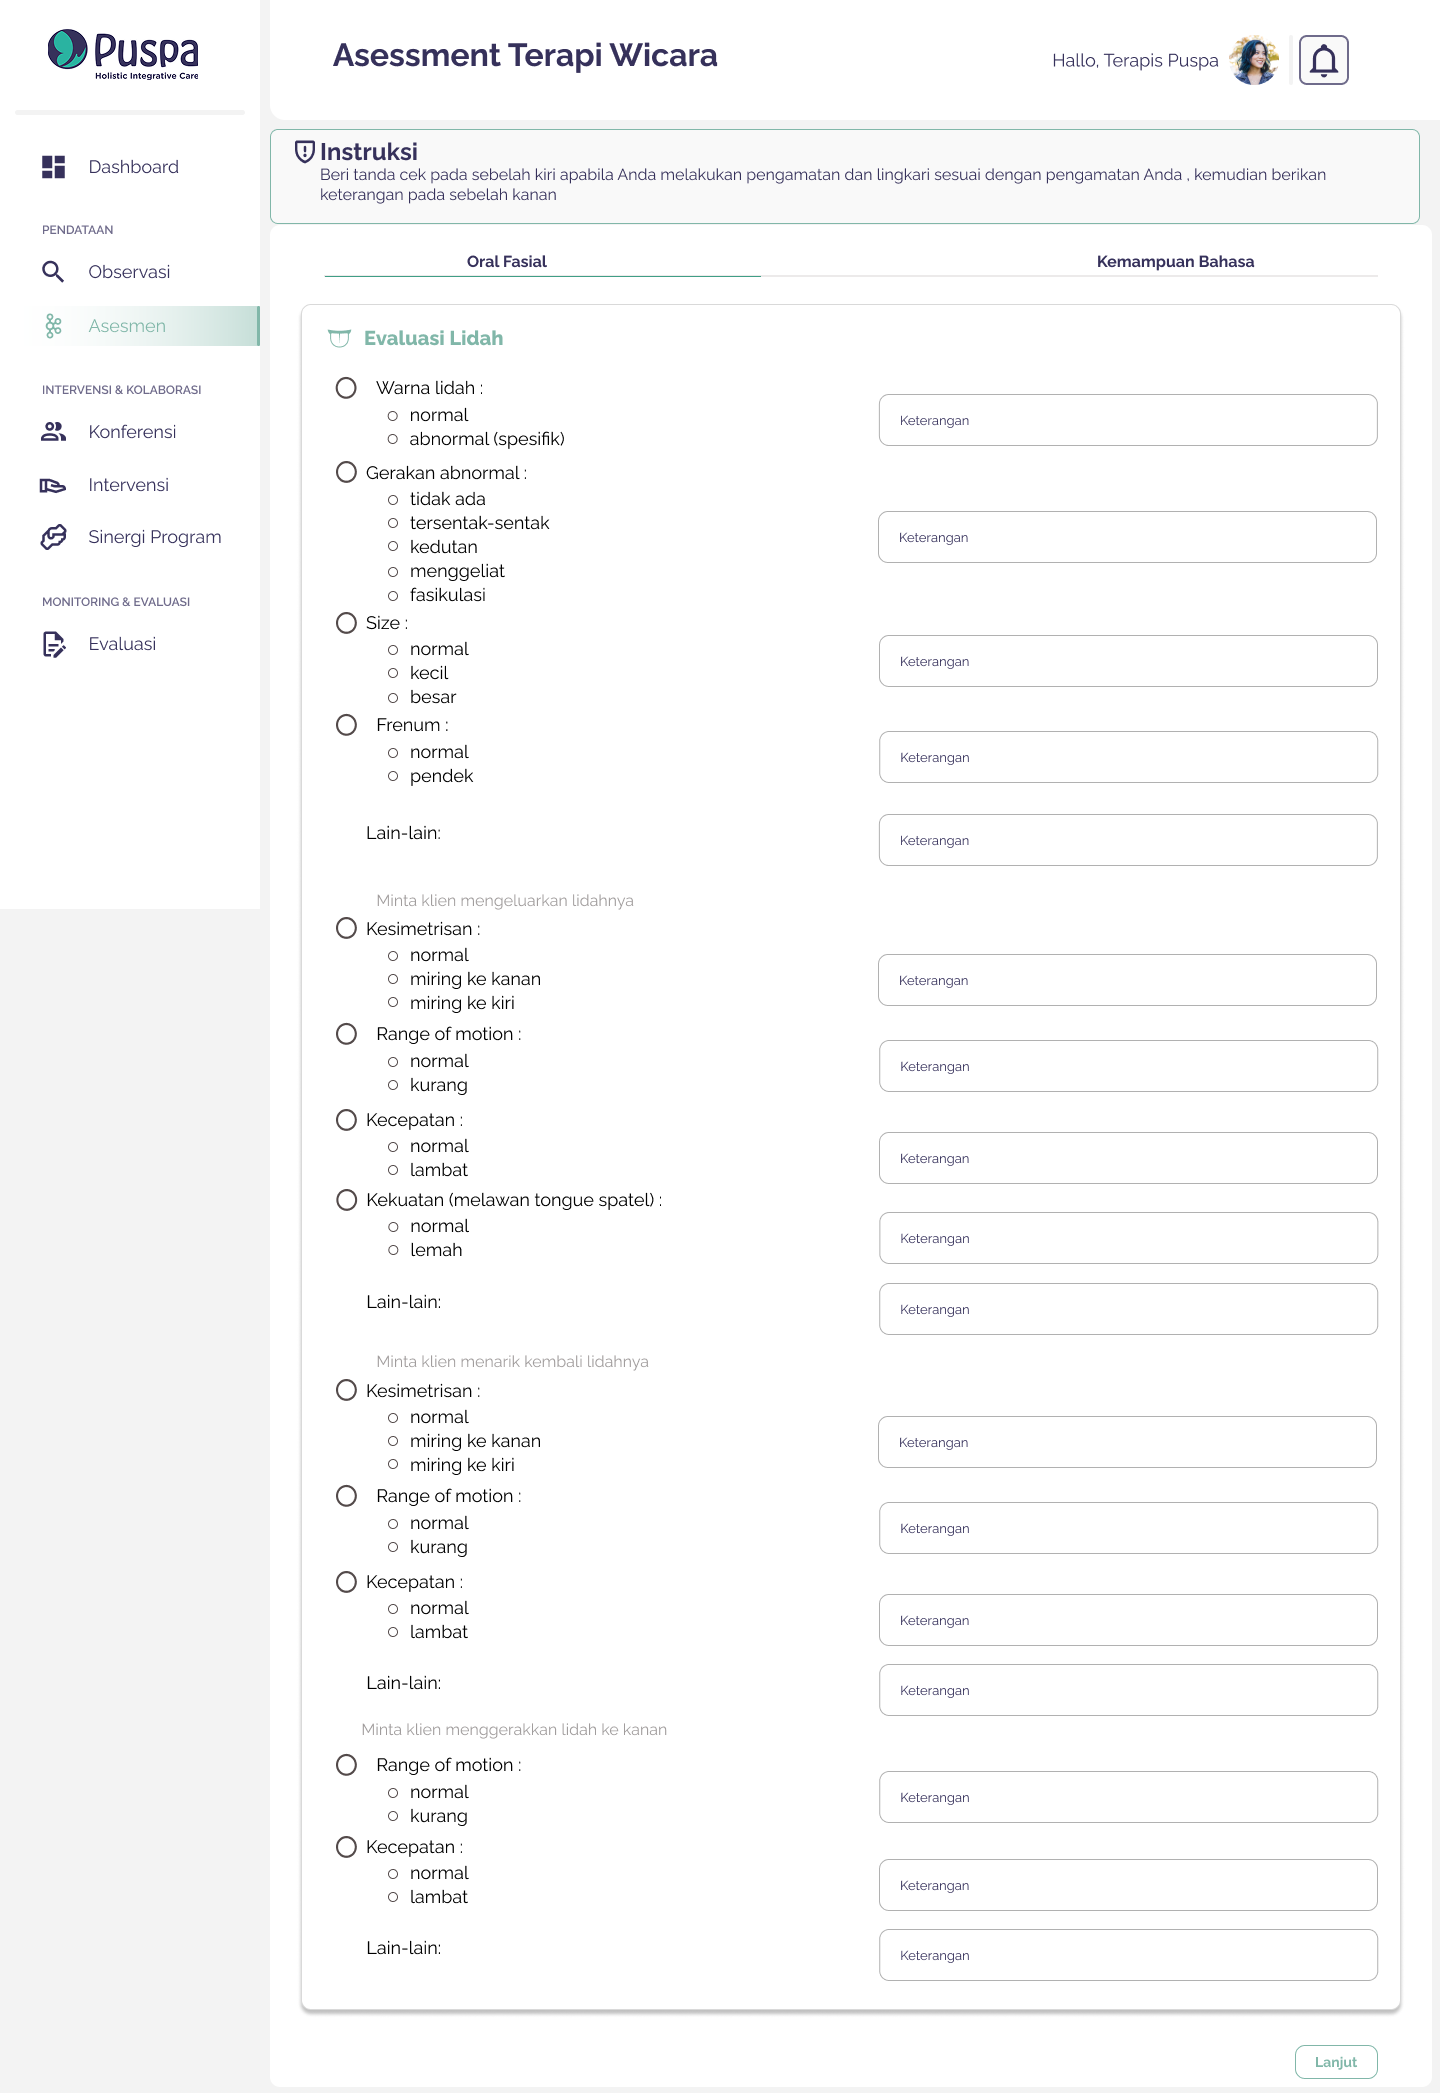 Puspa
Holistic Integrative Care
Dashboard
PENDATAAN
Observasi
Asesmen
INTERVENSI & KOLABORASI
Konferensi
Intervensi
Sinergi Program
MONITORING & EVALUASI
Evaluasi
Asessment Terapi Wicara
Hallo, Terapis Puspa
Instruksi
Beri tanda cek pada sebelah kiri apabila Anda melakukan pengamatan dan lingkari sesuai dengan pengamatan Anda , kemudian berikan
keterangan pada sebelah kanan
Oral Fasial
Kemampuan Bahasa
Evaluasi Lidah
Warna lidah :
normal
abnormal (spesifik)
Keterangan
Gerakan abnormal :
tidak ada
tersentak-sentak
kedutan
menggeliat
fasikulasi
Keterangan
Size :
normal
kecil
besar
Keterangan
Frenum :
normal
pendek
Keterangan
Lain-lain:
Keterangan
Minta klien mengeluarkan lidahnya
Kesimetrisan :
normal
miring ke kanan
miring ke kiri
Keterangan
Range of motion :
normal
kurang
Keterangan
Kecepatan :
normal
lambat
Keterangan
Kekuatan (melawan tongue spatel) :
normal
lemah
Keterangan
Lain-lain:
Keterangan
Minta klien menarik kembali lidahnya
Kesimetrisan :
normal
miring ke kanan
miring ke kiri
Keterangan
Range of motion :
normal
kurang
Keterangan
Kecepatan :
normal
lambat
Keterangan
Lain-lain:
Keterangan
Minta klien menggerakkan lidah ke kanan
Range of motion :
normal
kurang
Keterangan
Kecepatan :
normal
lambat
Keterangan
Lain-lain:
Keterangan
Lanjut